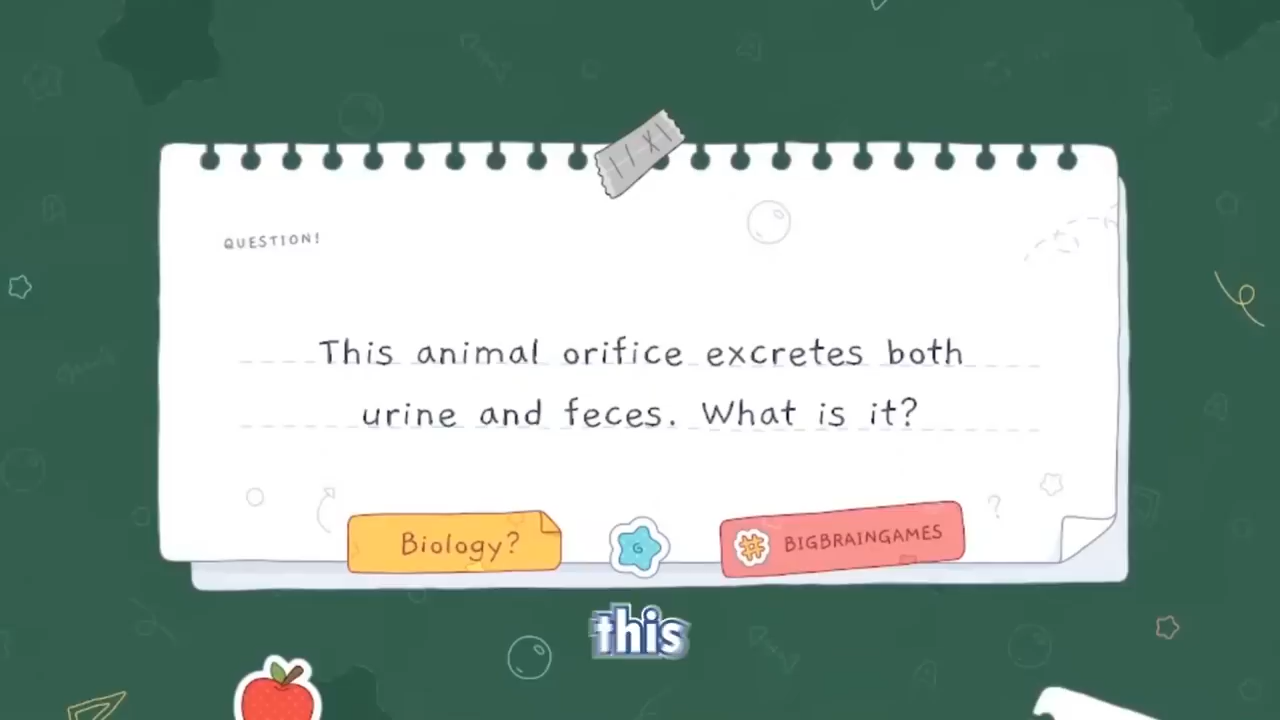 QUESTION!
This animal orifice excretes both
urine and feces. What is it?
Biology?
G
# BIGBRAINGAMES
this